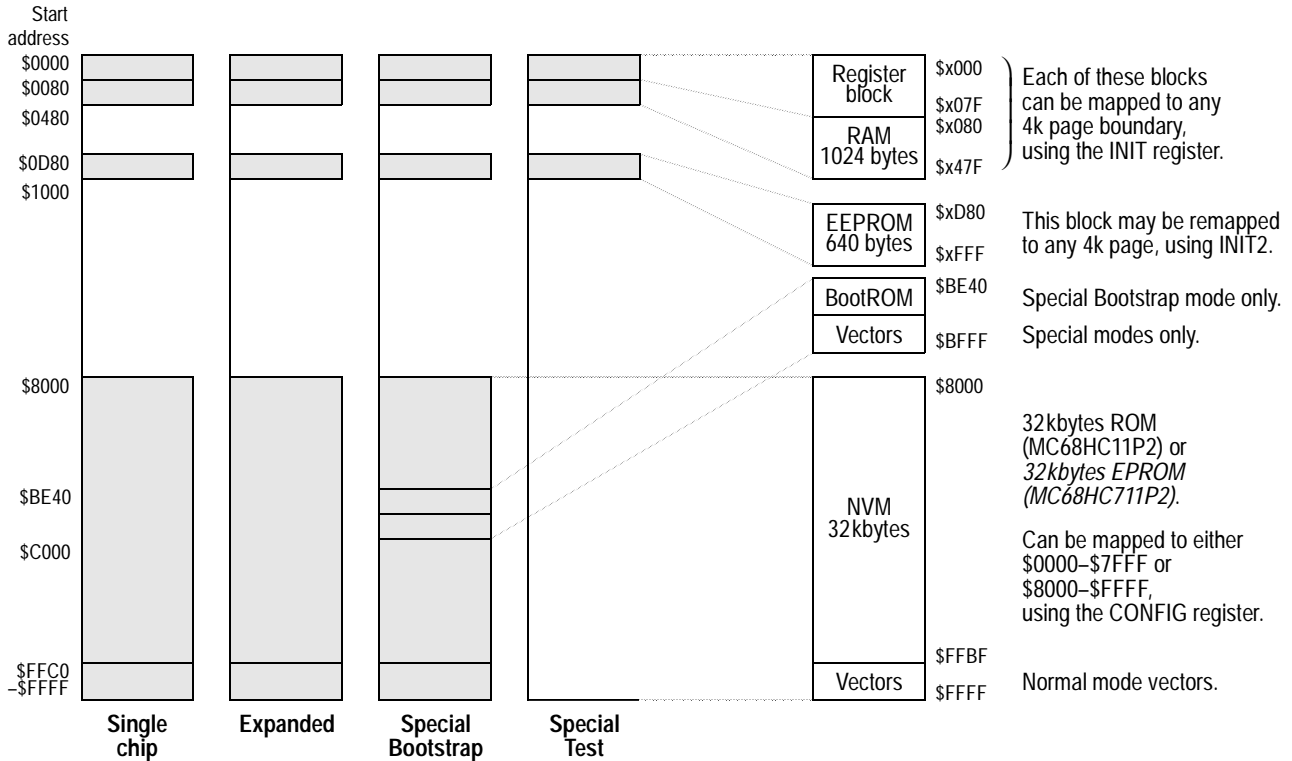 Start
address
$0000
$0080
$0480
$0D80
$1000
$8000
$BE40
$C000
$FFC0
–$FFFF
Single
chip
Expanded
Special
Bootstrap
Special
Test
Register
block
RAM
1024 bytes
EEPROM
640 bytes
BootROM
Vectors
NVM
32kbytes
Vectors
$x000
$x07F
$x080
$x47F
$xD80
$xFFF
$BE40
$BFFF
$8000
$FFBF
$FFFF
Each of these blocks
can be mapped to any
4k page boundary,
using the INIT register.
This block may be remapped
to any 4k page, using INIT2.
Special Bootstrap mode only.
Special modes only.
32kbytes ROM
(MC68HC11P2) or
32kbytes EPROM
(MC68HC711P2).
Can be mapped to either
$0000–$7FFF or
$8000–$FFFF,
using the CONFIG register.
Normal mode vectors.